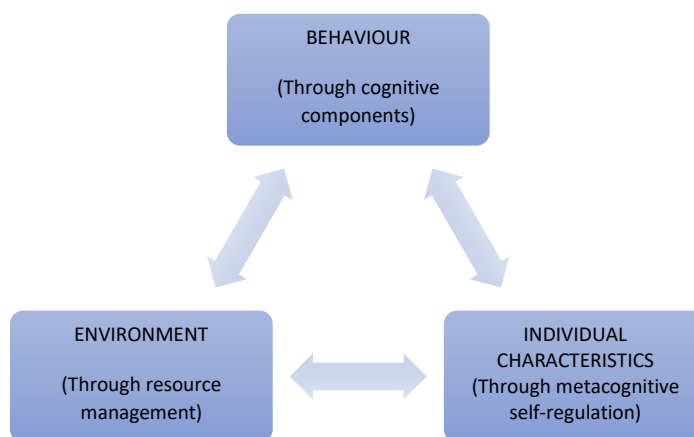 BEHAVIOUR
(Through cognitive
components)
ENVIRONMENT
(Through resource
management)
INDIVIDUAL
CHARACTERISTICS
(Through metacognitive
self-regulation)